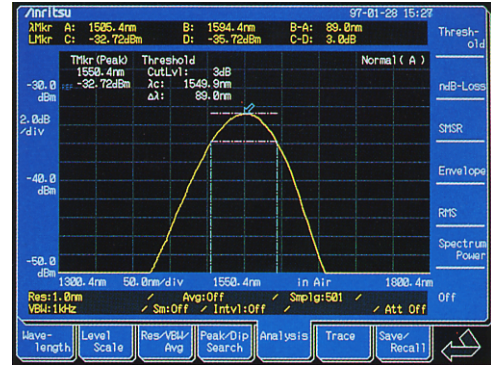 Anritsu 97-01-28 15:27
λMkr A: 1505.4nm B: 1594.4nm B-A: 89.0nm
LMkr C: -32.72dBm D: -35.72dBm C-D: 3.0dB
Thresh-
old
TMkr(Peak) Threshold Normal(A)
1550.4nm CutLvl: 3dB
-32.72dBm λc: 1549.9nm
Δλ: 89.0nm
-30.0 REF
dBm
ndB-Loss
2.0dB
/div
SMSR
Envelope
-40.0
dBm
RMS
Spectrum
Power
-50.0
dBm
1300.4nm 50.0nm/div 1550.4nm in Air 1800.4nm
Res:1.0nm / Avg:Off / Smplg:501 /
VBW:1kHz / Sm:Off / Intvl:Off / / Att Off
Off
Wave-
length
Level
Scale
Res/VBW/
Avg
Peak/Dip
Search
Analysis
Trace
Save/
Recall